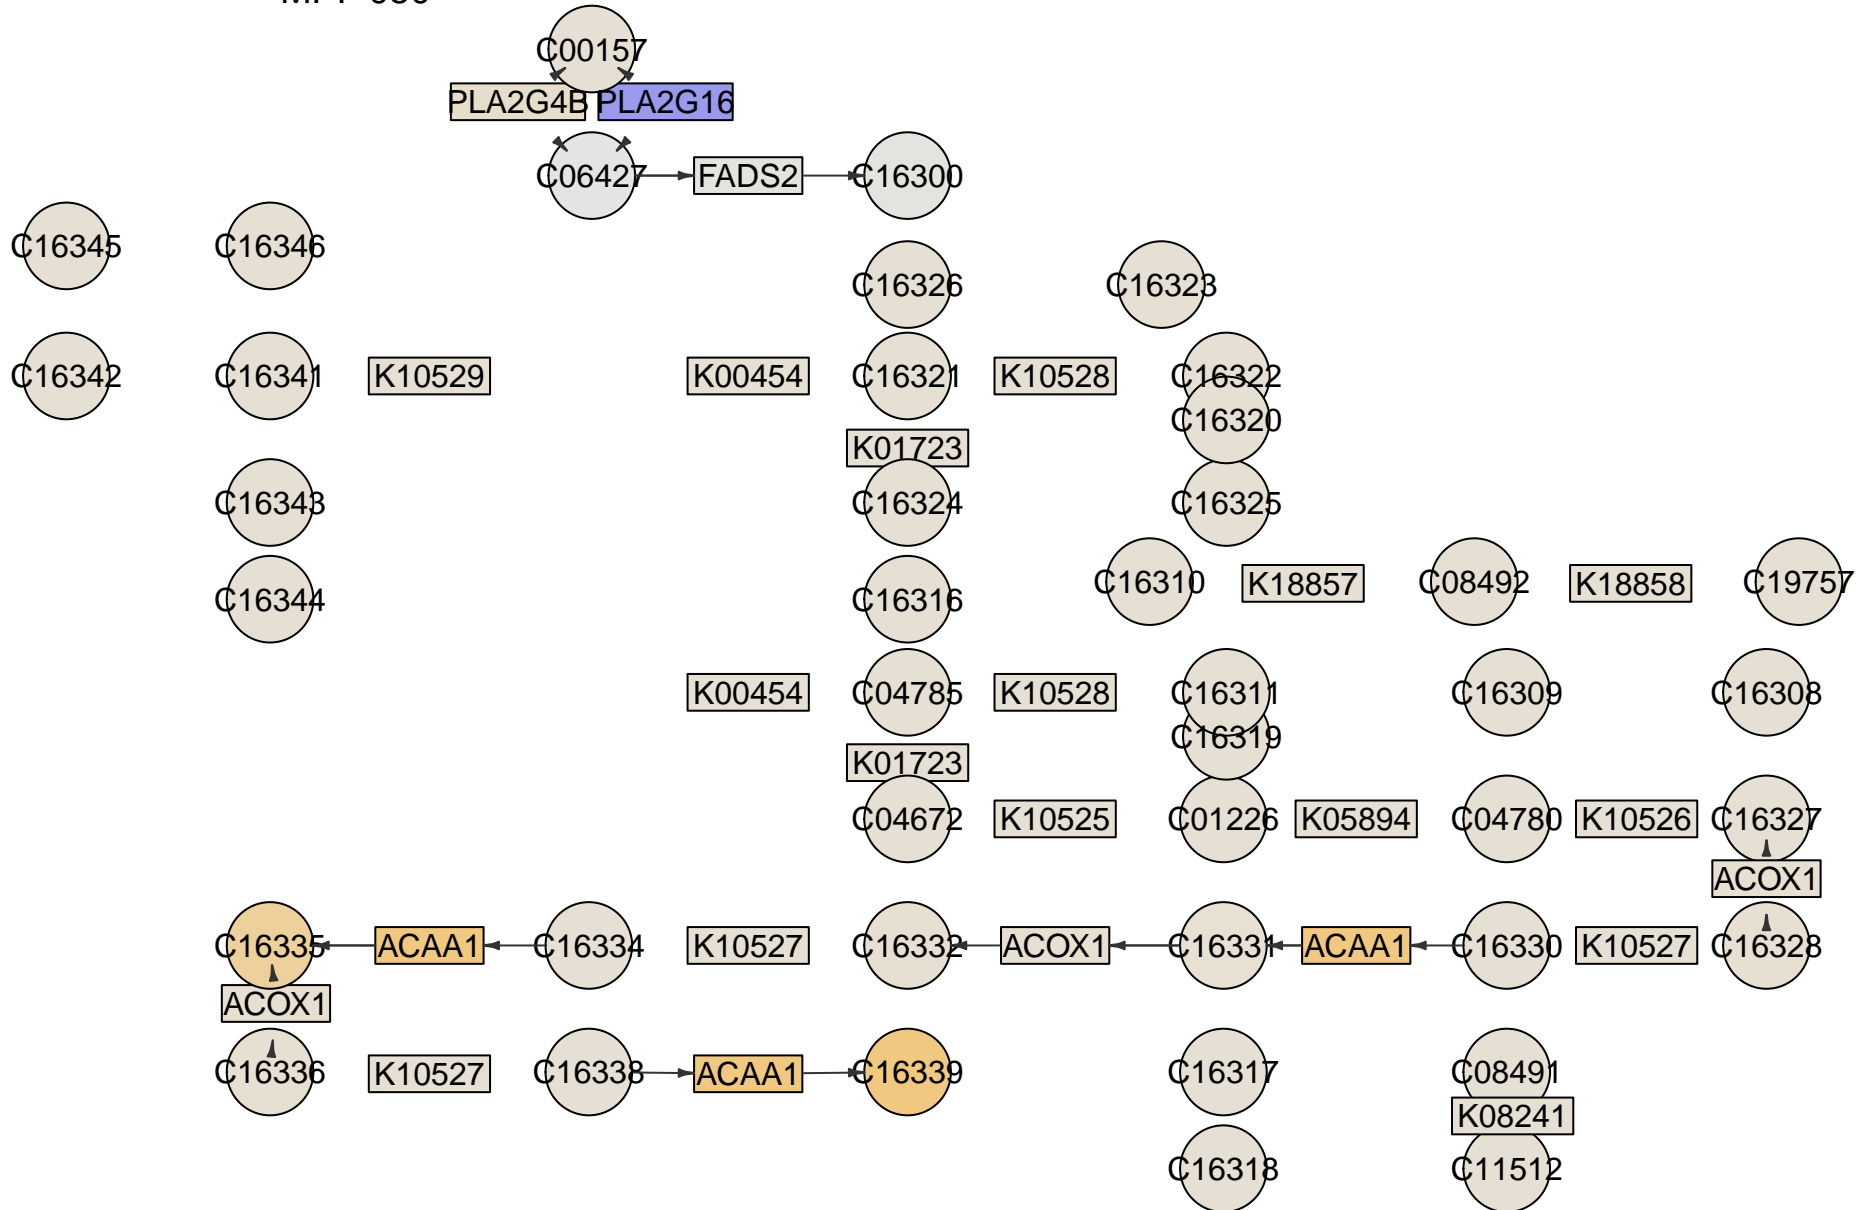 C00157
PLA2G4B PLA2G16
C06427 FADS2 C16300
C16345 C16346
C16326 C16323
C16342 C16341 K10529 K00454 C16321 K10528 C16322
C16320
K01723
C16343 C16324 C16325
C16310 K18857 C08492 K18858 C19757
C16344 C16316
K00454 C04785 K10528 C16311 C16309 C16308
C16319
K01723
C04672 K10525 C01226 K05894 C04780 K10526 C16327
ACOX1
C16335 ACAA1 C16334 K10527 C16332 ACOX1 C16331 ACAA1 C16330 K10527 C16328
ACOX1
C16336 K10527 C16338 ACAA1 C16339 C16317 C08491
K08241
C16318 C11512